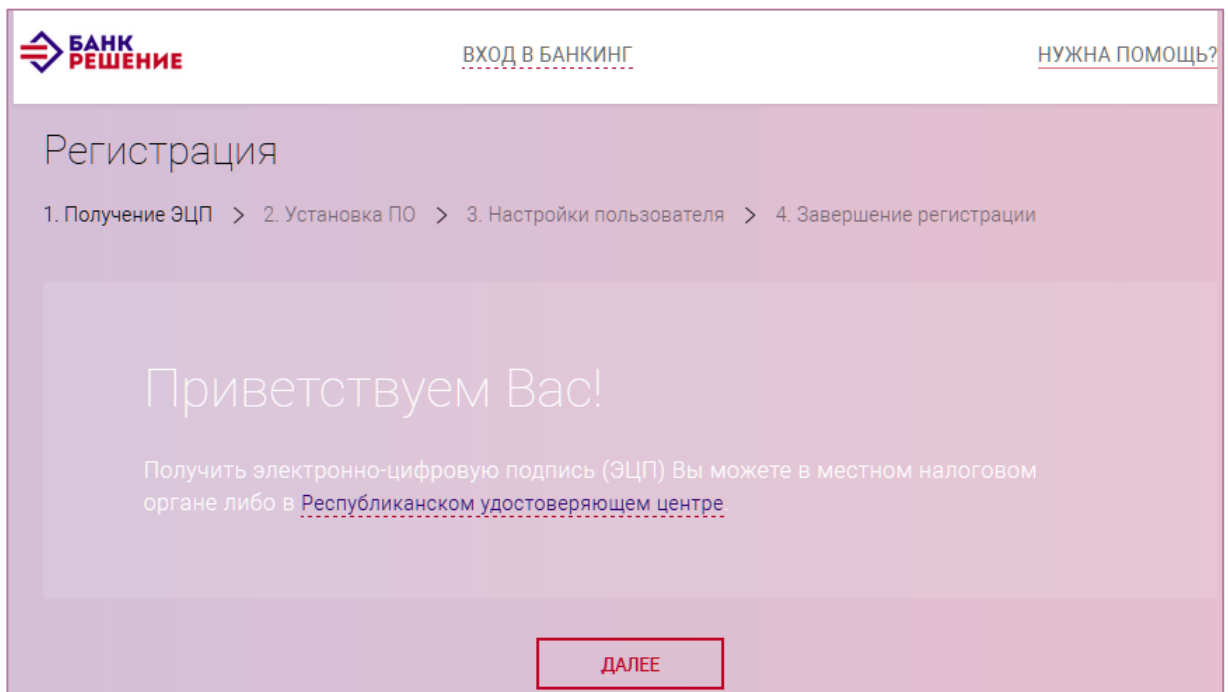 БАНК
РЕШЕНИЕ
ВХОД В БАНКИНГ
НУЖНА ПОМОЩЬ?
Регистрация
1. Получение ЭЦП > 2. Установка ПО > 3. Настройки пользователя > 4. Завершение регистрации
Приветствуем Вас!
Получить электронно-цифровую подпись (ЭЦП) Вы можете в местном налоговом
органе либо в Республиканском удостоверяющем центре.
ДАЛЕЕ